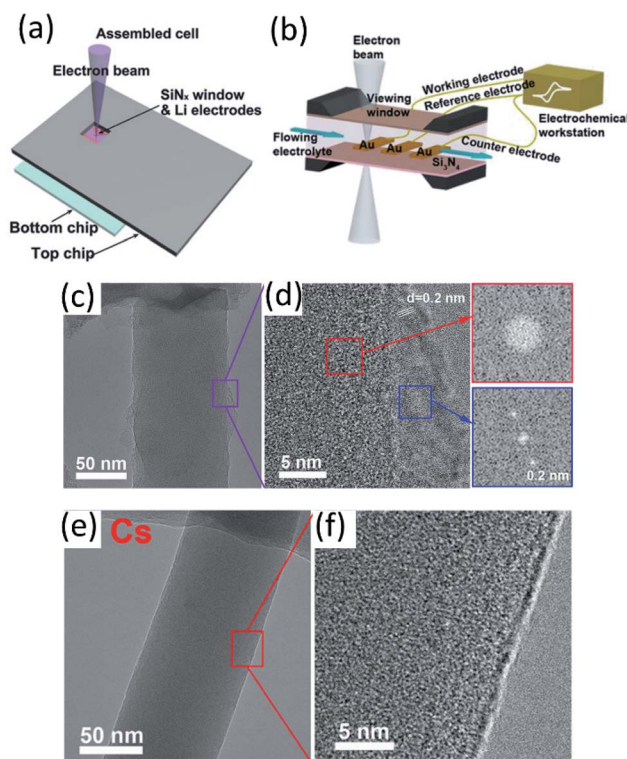 (a)
Assembled cell
Electron beam
SiNx window
& Li electrodes
Bottom chip
Top chip
(b)
Electron
beam
Viewing
window
Working electrode
Reference electrode
Electrochemical
workstation
Counter electrode
Flowing
electrolyte
Au
Au
Au
Si3N4
(c)
50 nm
(d)
d=0.2 nm
5 nm
0.2 nm
(e)
Cs
50 nm
(f)
5 nm